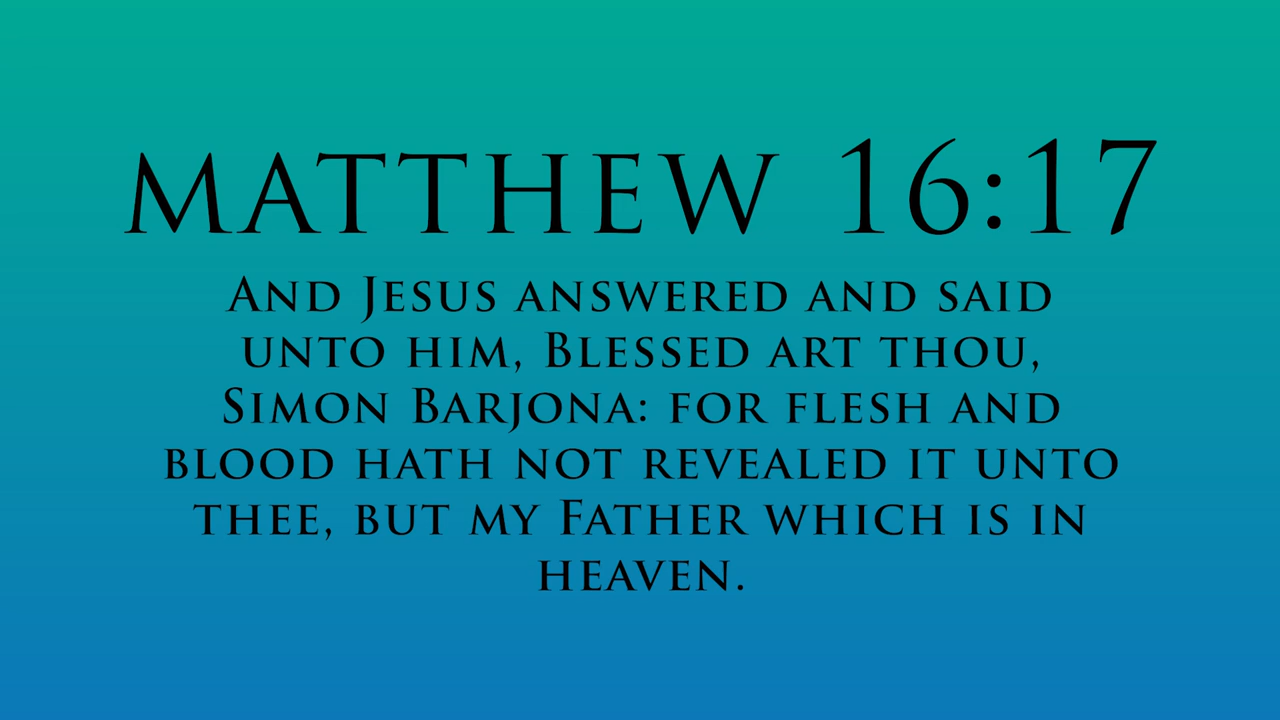 MATTHEW 16:17
And Jesus answered and said
unto him, Blessed art thou,
Simon Barjona: for flesh and
blood hath not revealed it unto
thee, but my Father which is in
heaven.